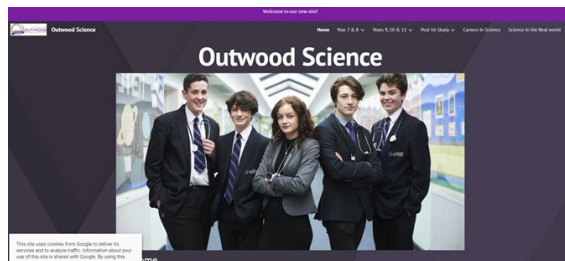 Welcome to our new site!
OUTWOOD
Outwood Science
Home
Year 7 & 8
Years 9, 10 & 11
Post 16 Study
Careers in Science
Science in the Real world
Outwood Science
This site uses cookies from Google to deliver its
services and to analyze traffic. Information about your
use of this site is shared with Google. By using this